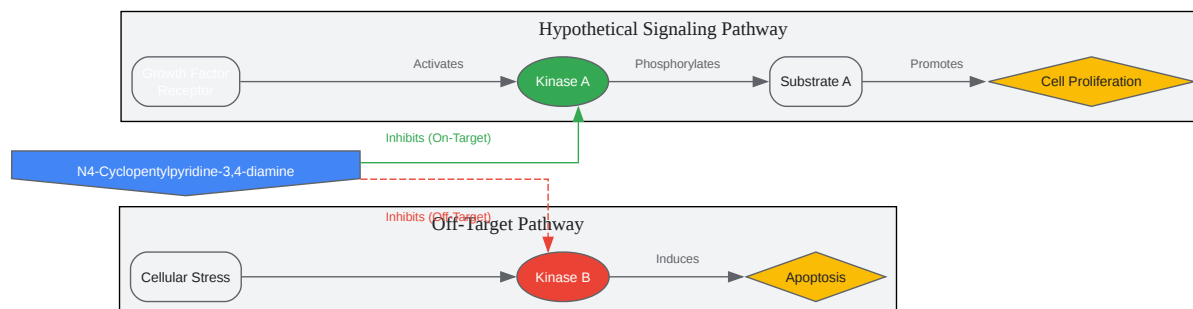 Hypothetical Signaling Pathway
Growth Factor
Receptor
Activates
Kinase A
Phosphorylates
Substrate A
Promotes
Cell Proliferation
Inhibits (On-Target)
N4-Cyclopentylpyridine-3,4-diamine
Inhibits (Off-Target)
Off-Target Pathway
Cellular Stress
Kinase B
Induces
Apoptosis